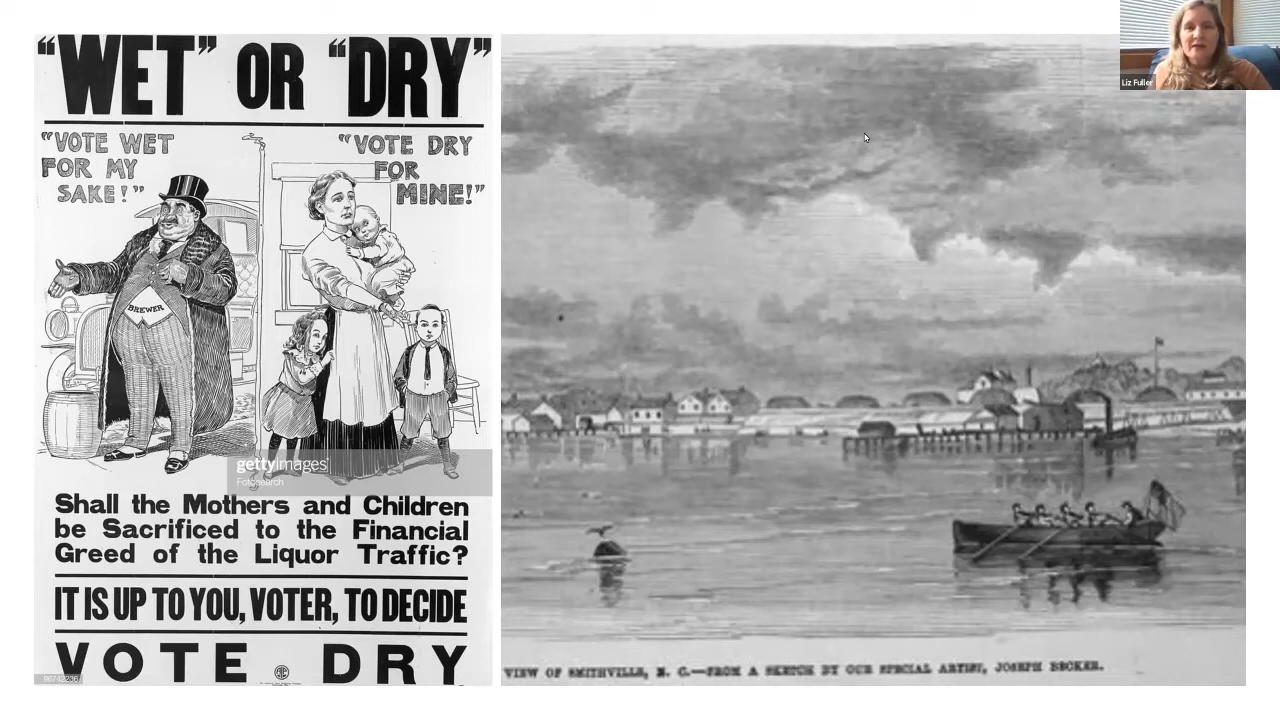 "WET" OR "DRY"
"VOTE WET
FOR MY
SAKE!"
"VOTE DRY
FOR
MINE!"
BREWER
gettyimages
Fotosearch
Shall the Mothers and Children
be Sacrificed to the Financial
Greed of the Liquor Traffic?
IT IS UP TO YOU, VOTER, TO DECIDE
VOTE DRY
96742236
VIEW OF SMITHVILLE, N. C.—FROM A SKETCH BY OUR SPECIAL ARTIST, JOSEPH BECKER.
Liz Fuller